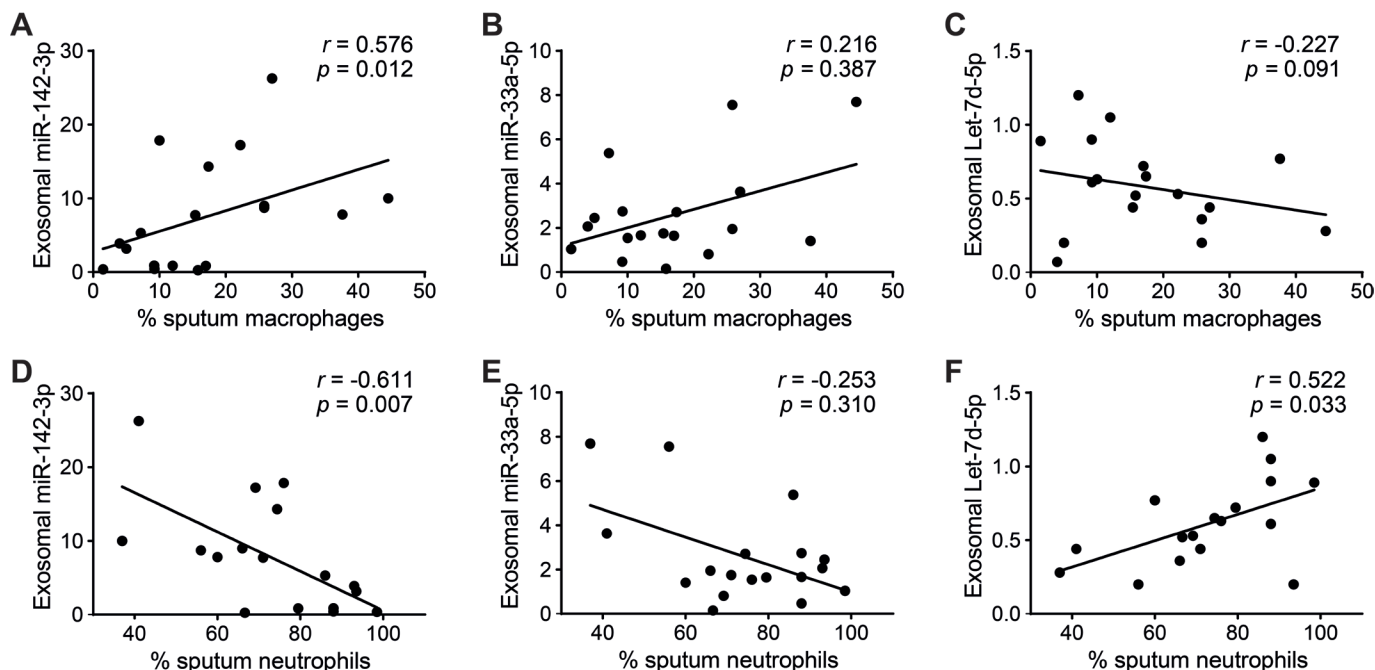 A
r = 0.576
p = 0.012
Exosomal miR-142-3p
30
20
10
0
0 10 20 30 40 50
% sputum macrophages
B
r = 0.216
p = 0.387
Exosomal miR-33a-5p
10
8
6
4
2
0
0 10 20 30 40 50
% sputum macrophages
C
r = -0.227
p = 0.091
Exosomal Let-7d-5p
1.5
1.0
0.5
0.0
0 10 20 30 40 50
% sputum macrophages
D
r = -0.611
p = 0.007
Exosomal miR-142-3p
30
20
10
0
40 60 80 100
% sputum neutrophils
E
r = -0.253
p = 0.310
Exosomal miR-33a-5p
10
8
6
4
2
0
40 60 80 100
% sputum neutrophils
F
r = 0.522
p = 0.033
Exosomal Let-7d-5p
1.5
1.0
0.5
0.0
40 60 80 100
% sputum neutrophils